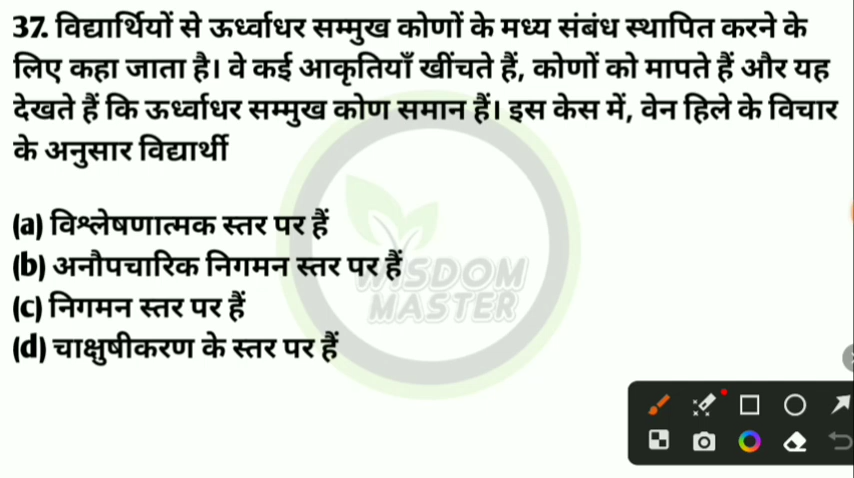 37. विद्यार्थियों से ऊर्ध्वाधर सम्मुख कोणों के मध्य संबंध स्थापित करने के
लिए कहा जाता है। वे कई आकृतियाँ खींचते हैं, कोणों को मापते हैं और यह
देखते हैं कि ऊर्ध्वाधर सम्मुख कोण समान हैं। इस केस में, वेन हिले के विचार
के अनुसार विद्यार्थी
(a) विश्लेषणात्मक स्तर पर हैं
(b) अनौपचारिक निगमन स्तर पर हैं
(c) निगमन स्तर पर हैं
(d) चाक्षुषीकरण के स्तर पर हैं
WISDOM
MASTER